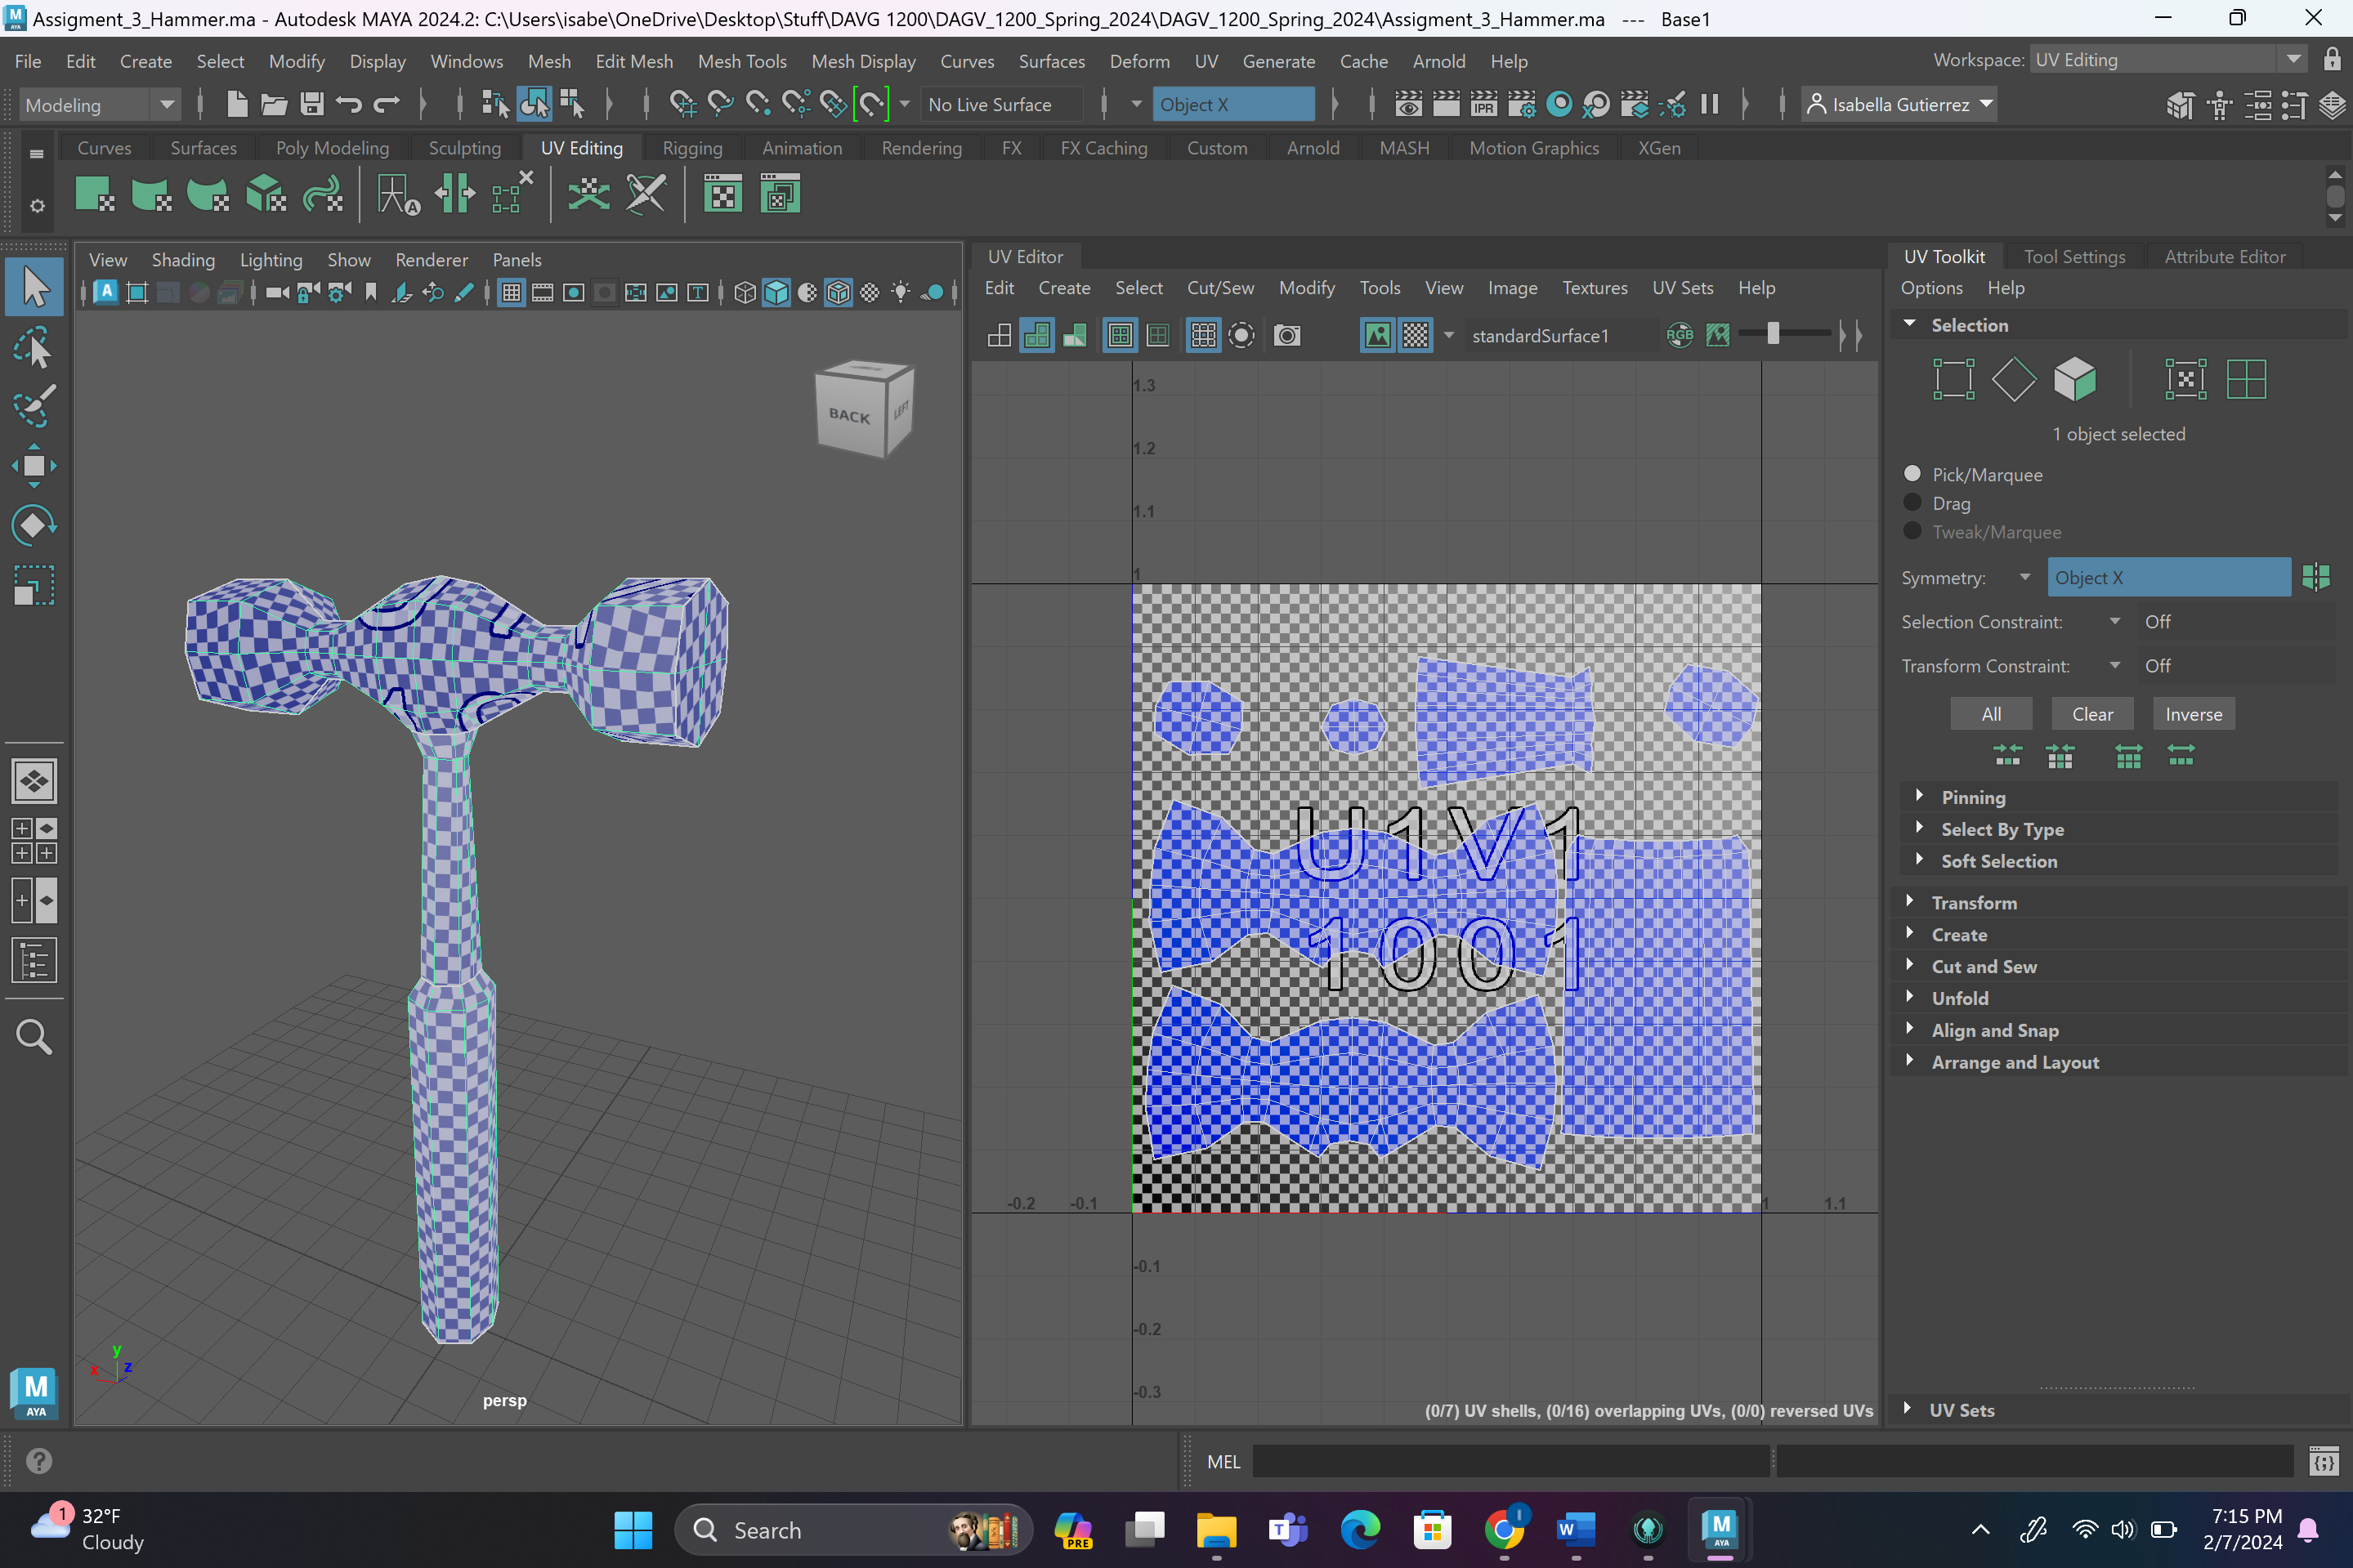 Assigment_3_Hammer.ma - Autodesk MAYA 2024.2: C:\Users\isabe\OneDrive\Desktop\Stuff\DAVG 1200\DAGV_1200_Spring_2024\DAGV_1200_Spring_2024\Assigment_3_Hammer.ma --- Base1
File Edit Create Select Modify Display Windows Mesh Edit Mesh Mesh Tools Mesh Display Curves Surfaces Deform UV Generate Cache Arnold Help
Workspace: UV Editing
Modeling
No Live Surface
Object X
IPR
Isabella Gutierrez
Curves Surfaces Poly Modeling Sculpting UV Editing Rigging Animation Rendering FX FX Caching Custom Arnold MASH Motion Graphics XGen
View Shading Lighting Show Renderer Panels
BACK
LEFT
persp
y
x
z
UV Editor
Edit Create Select Cut/Sew Modify Tools View Image Textures UV Sets Help
standardSurface1
RGB
1.3
1.2
1.1
1
U1V1
1001
-0.2 -0.1 1 1.1
-0.1
-0.2
-0.3
(0/7) UV shells, (0/16) overlapping UVs, (0/0) reversed UVs
UV Toolkit Tool Settings Attribute Editor
Options Help
Selection
1 object selected
Pick/Marquee
Drag
Tweak/Marquee
Symmetry: Object X
Selection Constraint: Off
Transform Constraint: Off
All Clear Inverse
Pinning
Select By Type
Soft Selection
Transform
Create
Cut and Sew
Unfold
Align and Snap
Arrange and Layout
UV Sets
M
AYA
MEL
1
32°F
Cloudy
Search
PRE
7:15 PM
2/7/2024